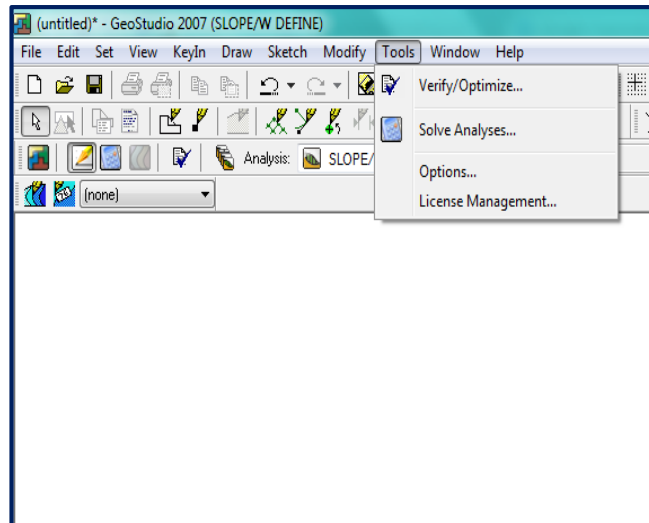 (untitled)* - GeoStudio 2007 (SLOPE/W DEFINE)
File Edit Set View KeyIn Draw Sketch Modify Tools Window Help
Verify/Optimize...
Solve Analyses...
Analysis: SLOPE/
Options...
(none)
License Management...